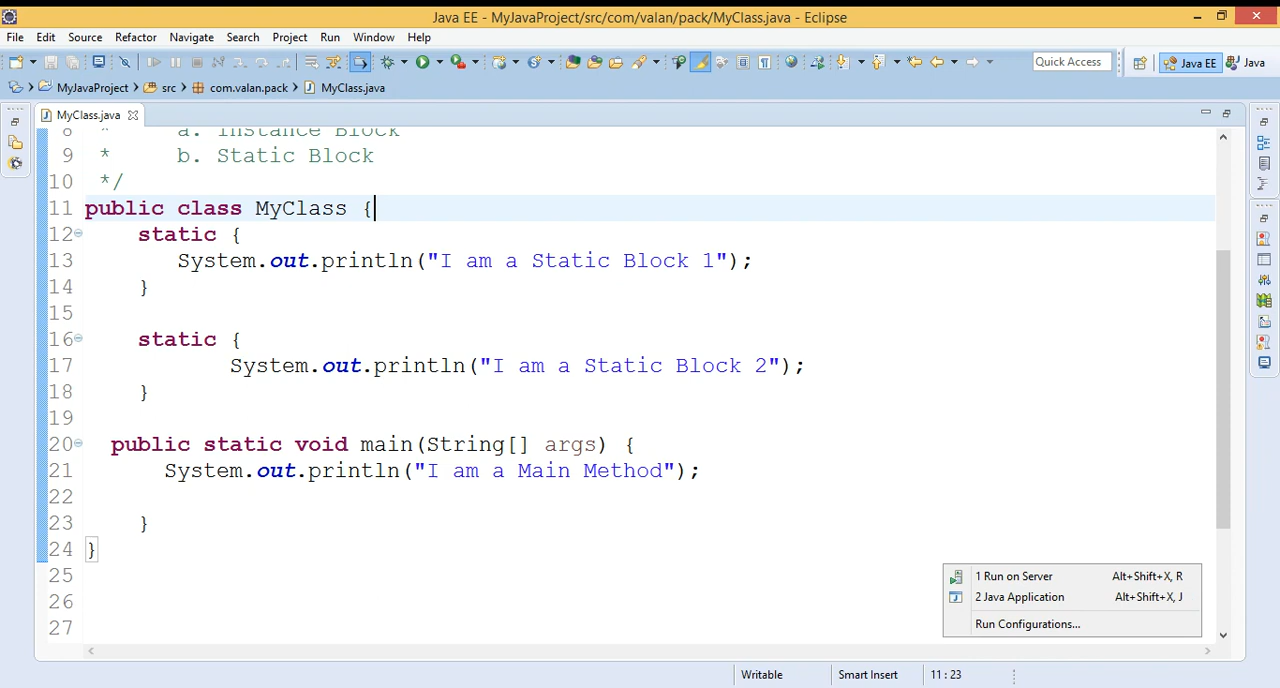 Java EE - MyJavaProject/src/com/valan/pack/MyClass.java - Eclipse
File Edit Source Refactor Navigate Search Project Run Window Help
Quick Access Java EE Java
MyJavaProject src com.valan.pack MyClass.java
MyClass.java
8 * a. Instance Block
9 * b. Static Block
10 */
11 public class MyClass {
12 static {
13 System.out.println("I am a Static Block 1");
14 }
15
16 static {
17 System.out.println("I am a Static Block 2");
18 }
19
20 public static void main(String[] args) {
21 System.out.println("I am a Main Method");
22
23 }
24 }
25
26
27
1 Run on Server Alt+Shift+X, R
2 Java Application Alt+Shift+X, J
Run Configurations...
Writable Smart Insert 11 : 23